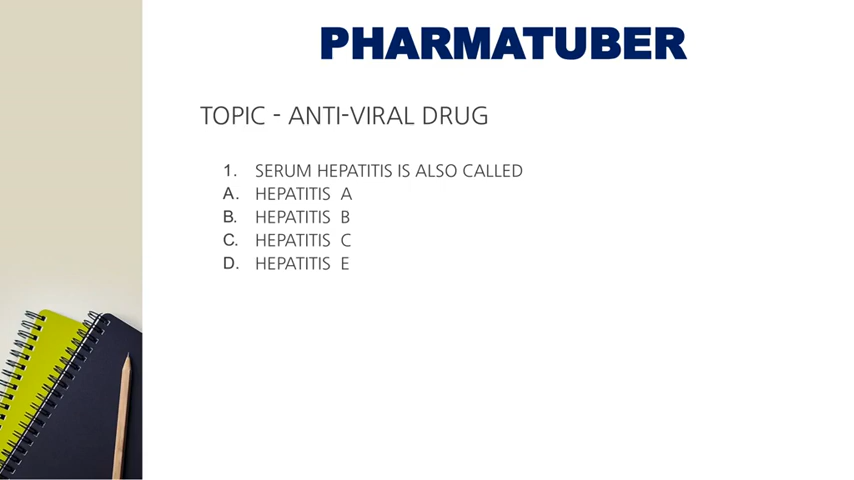 PHARMATUBER
TOPIC - ANTI-VIRAL DRUG
1. SERUM HEPATITIS IS ALSO CALLED
A. HEPATITIS A
B. HEPATITIS B
C. HEPATITIS C
D. HEPATITIS E